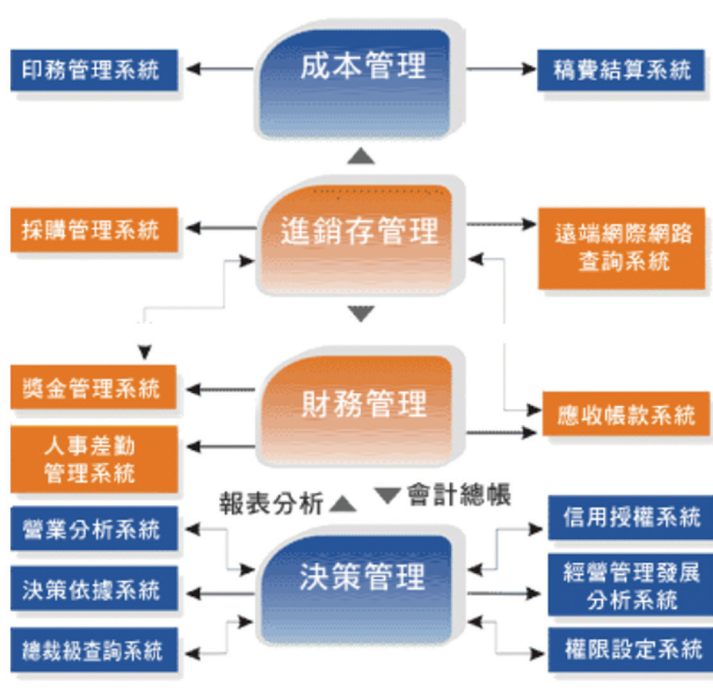 印務管理系統
成本管理
稿費結算系統
採購管理系統
進銷存管理
遠端網際網路
查詢系統
獎金管理系統
財務管理
應收帳款系統
人事差勤
管理系統
報表分析
會計總帳
營業分析系統
信用授權系統
決策依據系統
決策管理
經營管理發展
分析系統
總裁級查詢系統
權限設定系統